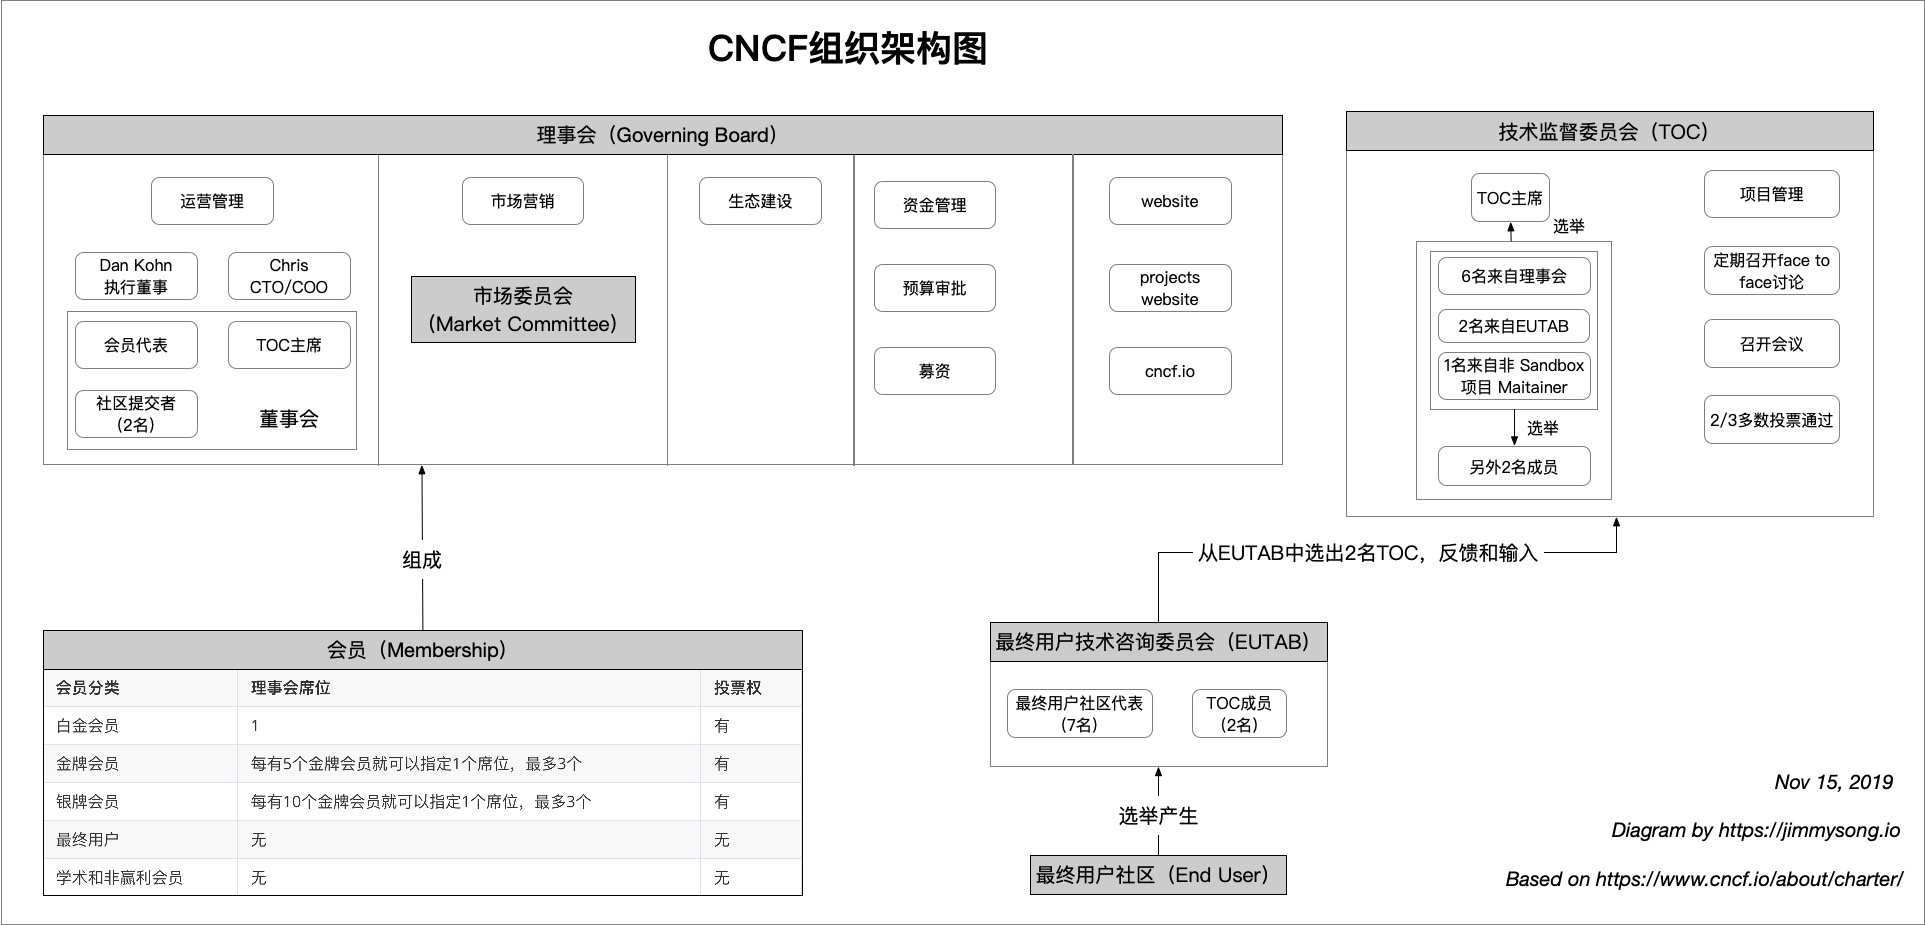 CNCF组织架构图
理事会（Governing Board）
运营管理
Dan Kohn
执行董事
Chris
CTO/COO
会员代表
TOC主席
社区提交者
(2名)
董事会
市场营销
市场委员会
（Market Committee）
生态建设
资金管理
预算审批
募资
website
projects
website
cncf.io
技术监督委员会（TOC）
TOC主席
选举
6名来自理事会
2名来自EUTAB
1名来自非 Sandbox
项目 Maitainer
选举
另外2名成员
项目管理
定期召开face to
face讨论
召开会议
2/3多数投票通过
组成
从EUTAB中选出2名TOC，反馈和输入
会员（Membership）
会员分类 理事会席位 投票权
白金会员 1 有
金牌会员 每有5个金牌会员就可以指定1个席位，最多3个 有
银牌会员 每有10个金牌会员就可以指定1个席位，最多3个 有
最终用户 无 无
学术和非赢利会员 无 无
最终用户技术咨询委员会（EUTAB）
最终用户社区代表
(7名)
TOC成员
(2名)
选举产生
最终用户社区（End User）
Nov 15, 2019
Diagram by https://jimmysong.io
Based on https://www.cncf.io/about/charter/